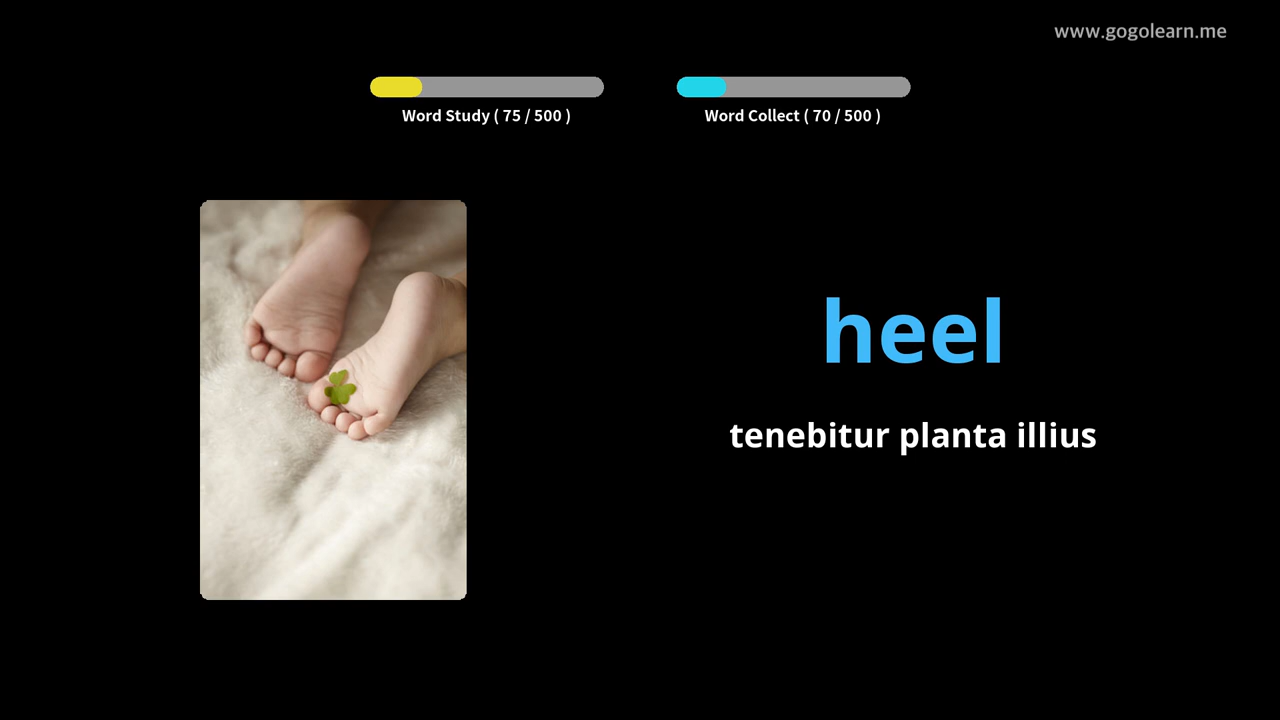 www.gogolearn.me
Word Study ( 75 / 500 )
Word Collect ( 70 / 500 )
heel
tenebitur planta illius